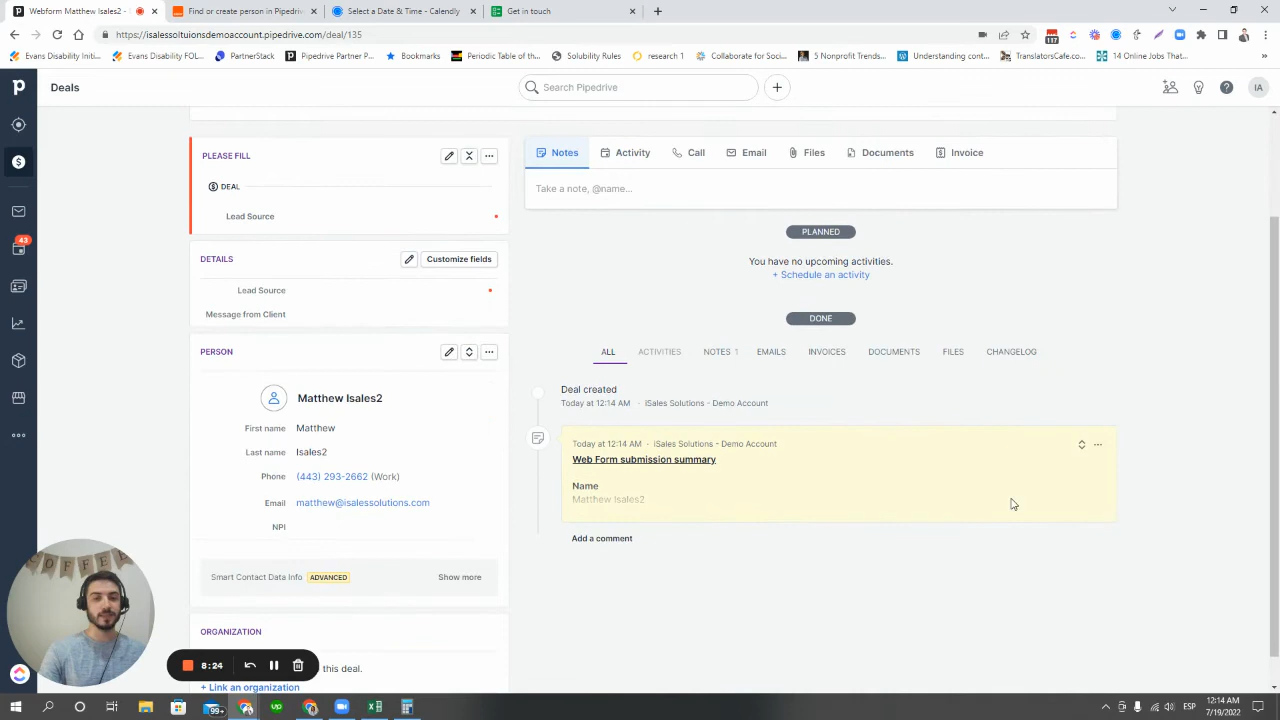 Webform Matthew Isales2 -
Find or create person in Pipedrive
Select a Date & Time - Calendly
Get in touch
https://isalessoltuionsdemoaccount.pipedrive.com/deal/135
Evans Disability FOL...
Evans Disability FOL...
PartnerStack
Pipedrive Partner P...
Bookmarks
Periodic Table of th...
Solubility Rules
research 1
Collaborate for Social...
5 Nonprofit Trends...
Understanding cont...
TranslatorsCafe.com...
14 Online Jobs That...
Deals
Search Pipedrive
IA
PLEASE FILL
DEAL
Lead Source
DETAILS
Customize fields
Lead Source
Message from Client
PERSON
Matthew Isales2
First name Matthew
Last name Isales2
Phone (443) 293-2662 (Work)
Email matthew@isalessolutions.com
NPI
Smart Contact Data Info ADVANCED Show more
ORGANIZATION
this deal.
+ Link an organization
Notes Activity Call Email Files Documents Invoice
Take a note, @name...
PLANNED
You have no upcoming activities.
+ Schedule an activity
DONE
ALL ACTIVITIES NOTES 1 EMAILS INVOICES DOCUMENTS FILES CHANGELOG
Deal created
Today at 12:14 AM · iSales Solutions - Demo Account
Today at 12:14 AM · iSales Solutions - Demo Account
Web Form submission summary
Name
Matthew Isales2
Add a comment
43
8:24
99+
ESP
12:14 AM
7/19/2022